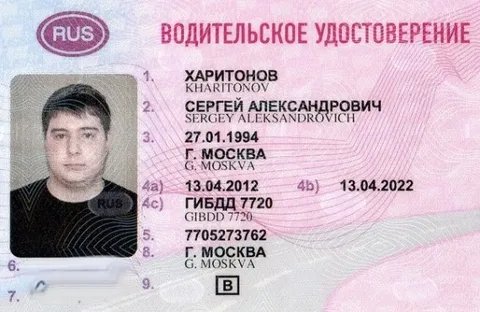 RUS ВОДИТЕЛЬСКОЕ УДОСТОВЕРЕНИЕ
1. ХАРИТОНОВ
KHARITONOV
2. СЕРГЕЙ АЛЕКСАНДРОВИЧ
SERGEY ALEKSANDROVICH
3. 27.01.1994
Г. МОСКВА
G. MOSKVA
4a) 13.04.2012 4b) 13.04.2022
4c) ГИБДД 7720
GIBDD 7720
RUS
5. 7705273762
8. Г. МОСКВА
G. MOSKVA
6.
7.
9. B